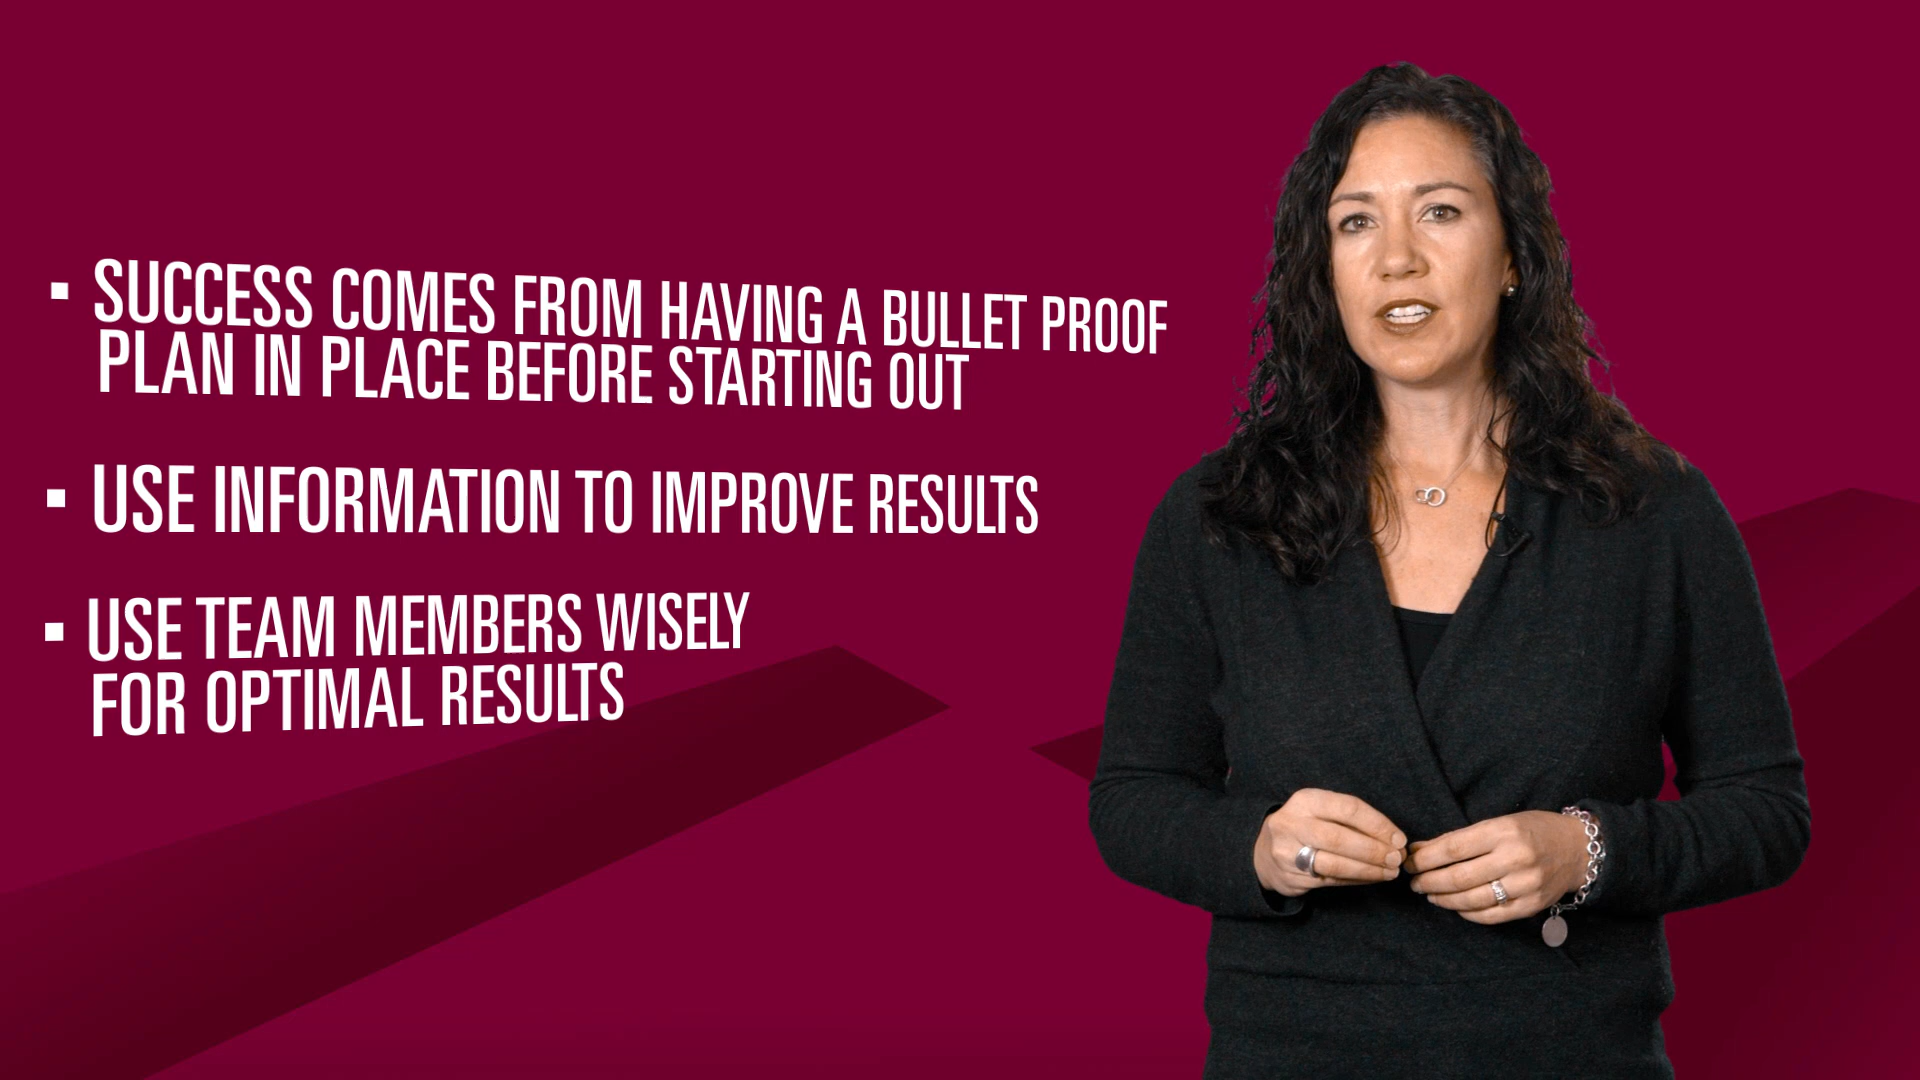 ▪ SUCCESS COMES FROM HAVING A BULLET PROOF
PLAN IN PLACE BEFORE STARTING OUT
▪ USE INFORMATION TO IMPROVE RESULTS
▪ USE TEAM MEMBERS WISELY
FOR OPTIMAL RESULTS